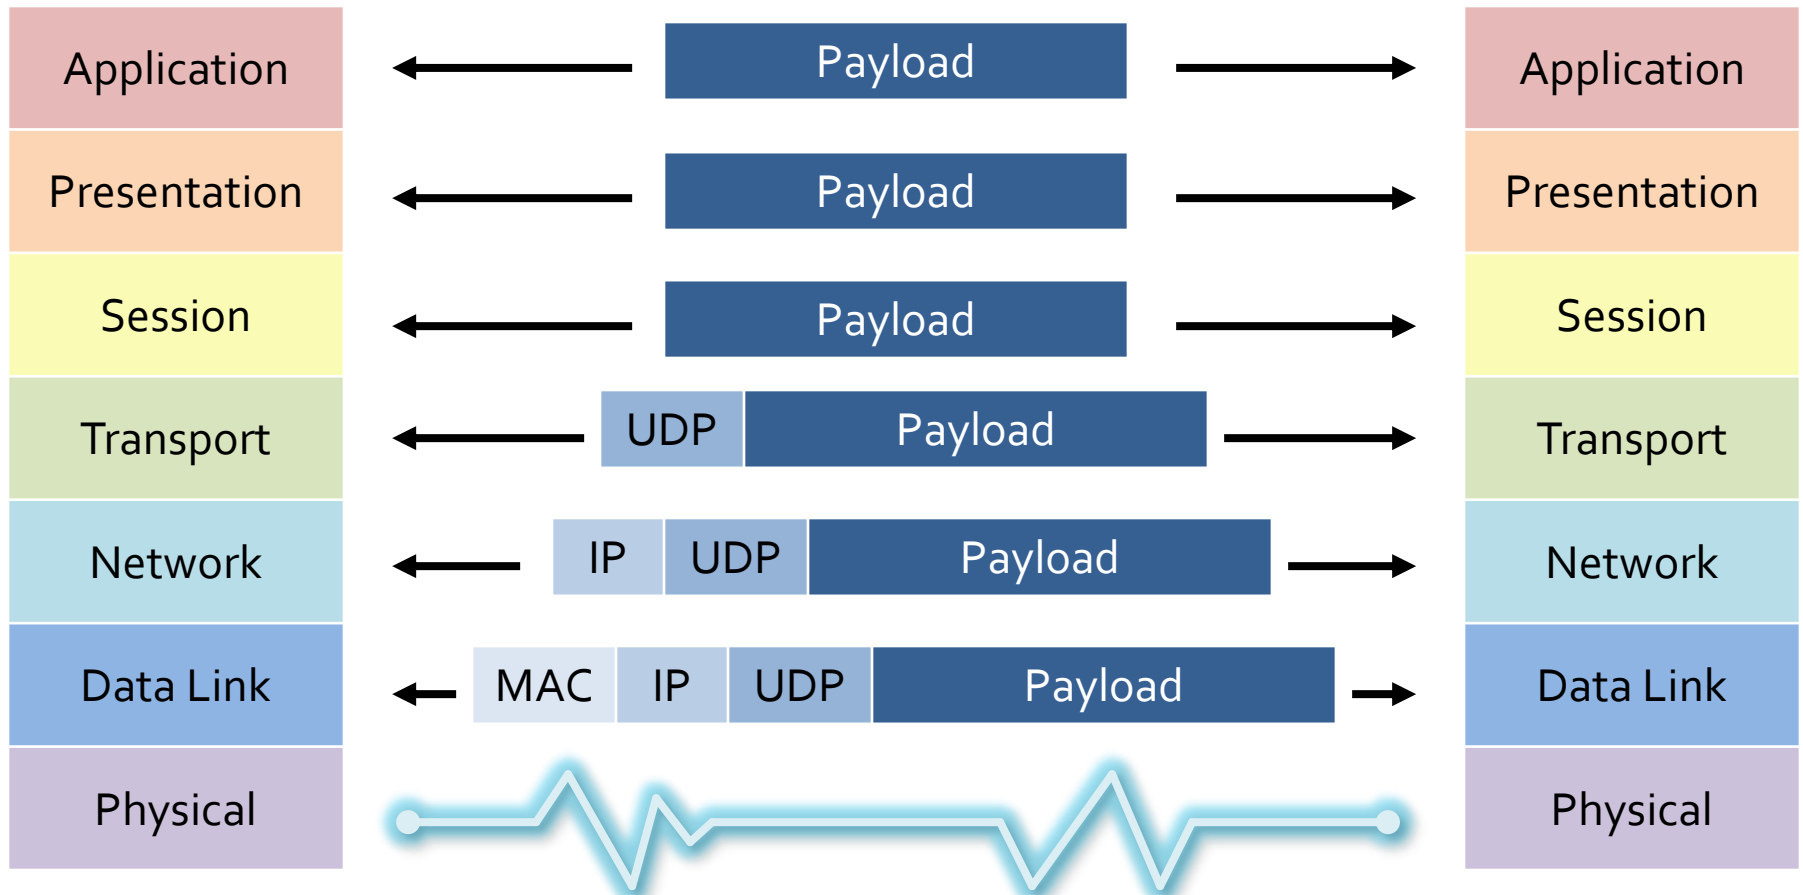 Application
Payload
Application
Presentation
Payload
Presentation
Session
Payload
Session
Transport
UDP Payload
Transport
Network
IP UDP Payload
Network
Data Link
MAC IP UDP Payload
Data Link
Physical
Physical